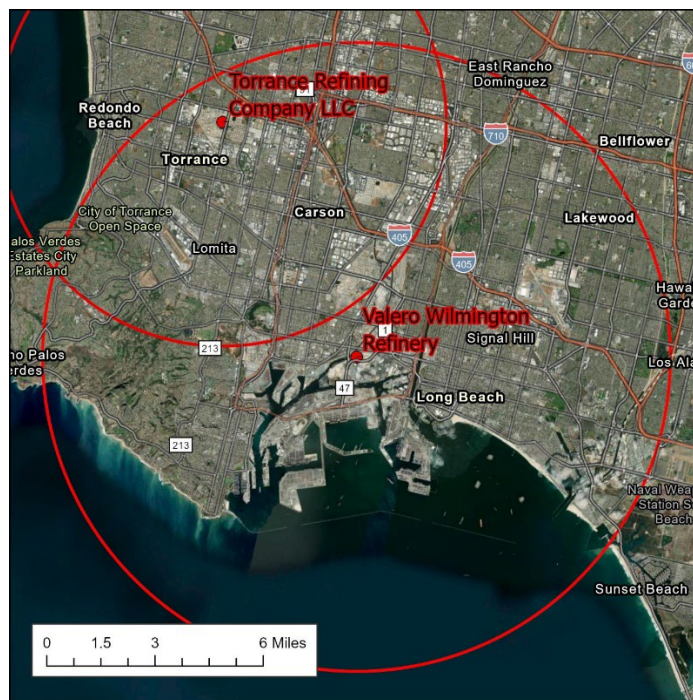 East Rancho
Dominguez
Torrance Refining
Company LLC
91
Redondo
Beach
710
Bellflower
Torrance
City of Torrance
Open Space
Carson
Lakewood
405
Lomita
alos Verdes
Estates City
Parkland
405
Hawa
Garde
Valero Wilmington
Refinery
1
Signal Hill
213
ho Palos
erdes
Los Ala
47
Long Beach
213
Naval Wea
Station Se
Beach
Sunset Beach
0 1.5 3 6 Miles